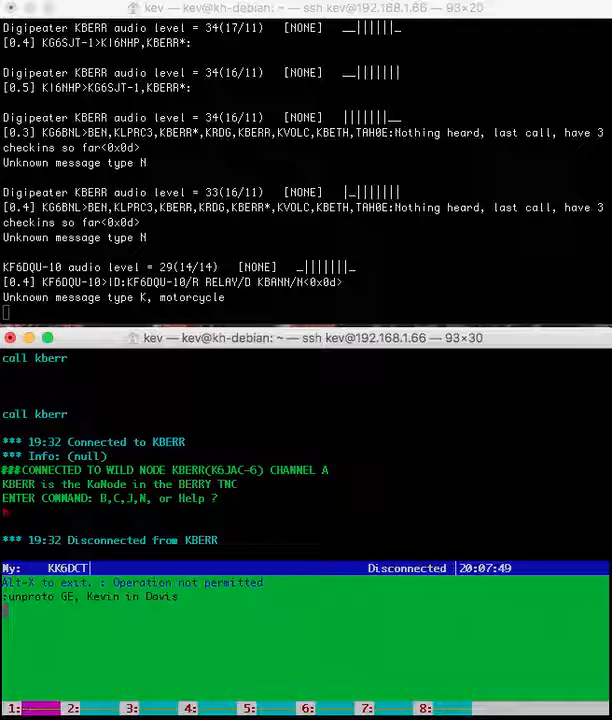 kev — kev@kh-debian: ~ — ssh kev@192.168.1.66 — 93×20
Digipeater KBERR audio level = 34(17/11) [NONE] __||||||_
[0.4] KG6SJT-1>KI6NHP,KBERR*:
Digipeater KBERR audio level = 34(16/11) [NONE] __|||||||
[0.5] KI6NHP>KG6SJT-1,KBERR*:
Digipeater KBERR audio level = 34(16/11) [NONE] |||||||__
[0.3] KG6BNL>BEN,KLPRC3,KBERR*,KRDG,KBERR,KVOLC,KBETH,TAHOE:Nothing heard, last call, have 3
checkins so far<0x0d>
Unknown message type N
Digipeater KBERR audio level = 33(16/11) [NONE] |_|||||||
[0.4] KG6BNL>BEN,KLPRC3,KBERR,KRDG,KBERR*,KVOLC,KBETH,TAHOE:Nothing heard, last call, have 3
checkins so far<0x0d>
Unknown message type N
KF6DQU-10 audio level = 29(14/14) [NONE] _|||||||_
[0.4] KF6DQU-10>ID:KF6DQU-10/R RELAY/D KBANN/N<0x0d>
Unknown message type K, motorcycle
kev — kev@kh-debian: ~ — ssh kev@192.168.1.66 — 93×30
call kberr
call kberr
*** 19:32 Connected to KBERR
*** Info: (null)
###CONNECTED TO WILD NODE KBERR(K6JAC-6) CHANNEL A
KBERR is the KaNode in the BERRY TNC
ENTER COMMAND: B,C,J,N, or Help ?
*** 19:32 Disconnected from KBERR
My: KK6DCT| Disconnected |20:07:49
Alt-X to exit. : Operation not permitted
:unproto GE, Kevin in Davis
1: 2: 3: 4: 5: 6: 7: 8: